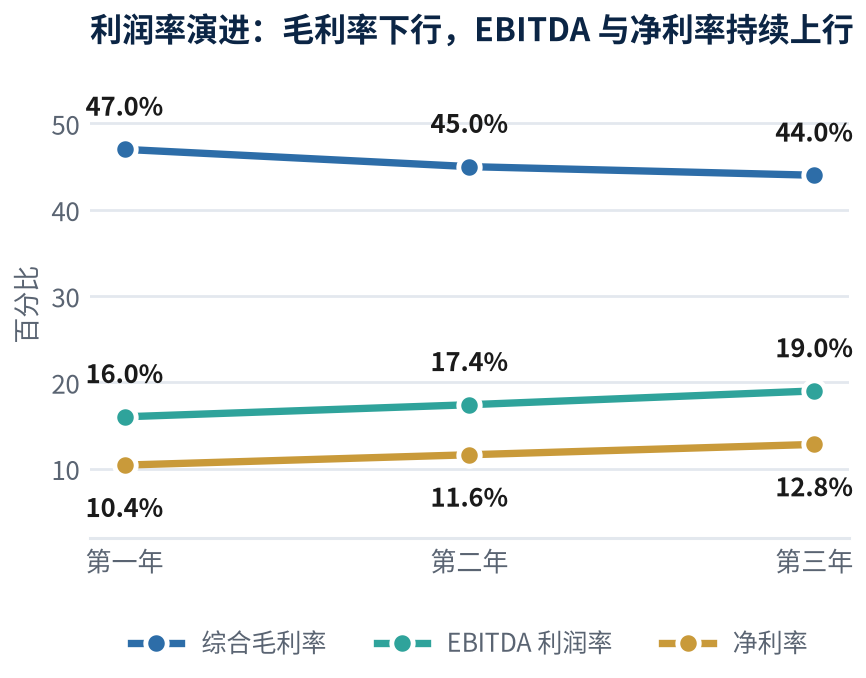 利润率演进：毛利率下行，EBITDA 与净利率持续上行
47.0%
45.0%
44.0%
50
40
30
20
10
百分比
16.0%
17.4%
19.0%
10.4%
11.6%
12.8%
第一年
第二年
第三年
综合毛利率
EBITDA 利润率
净利率